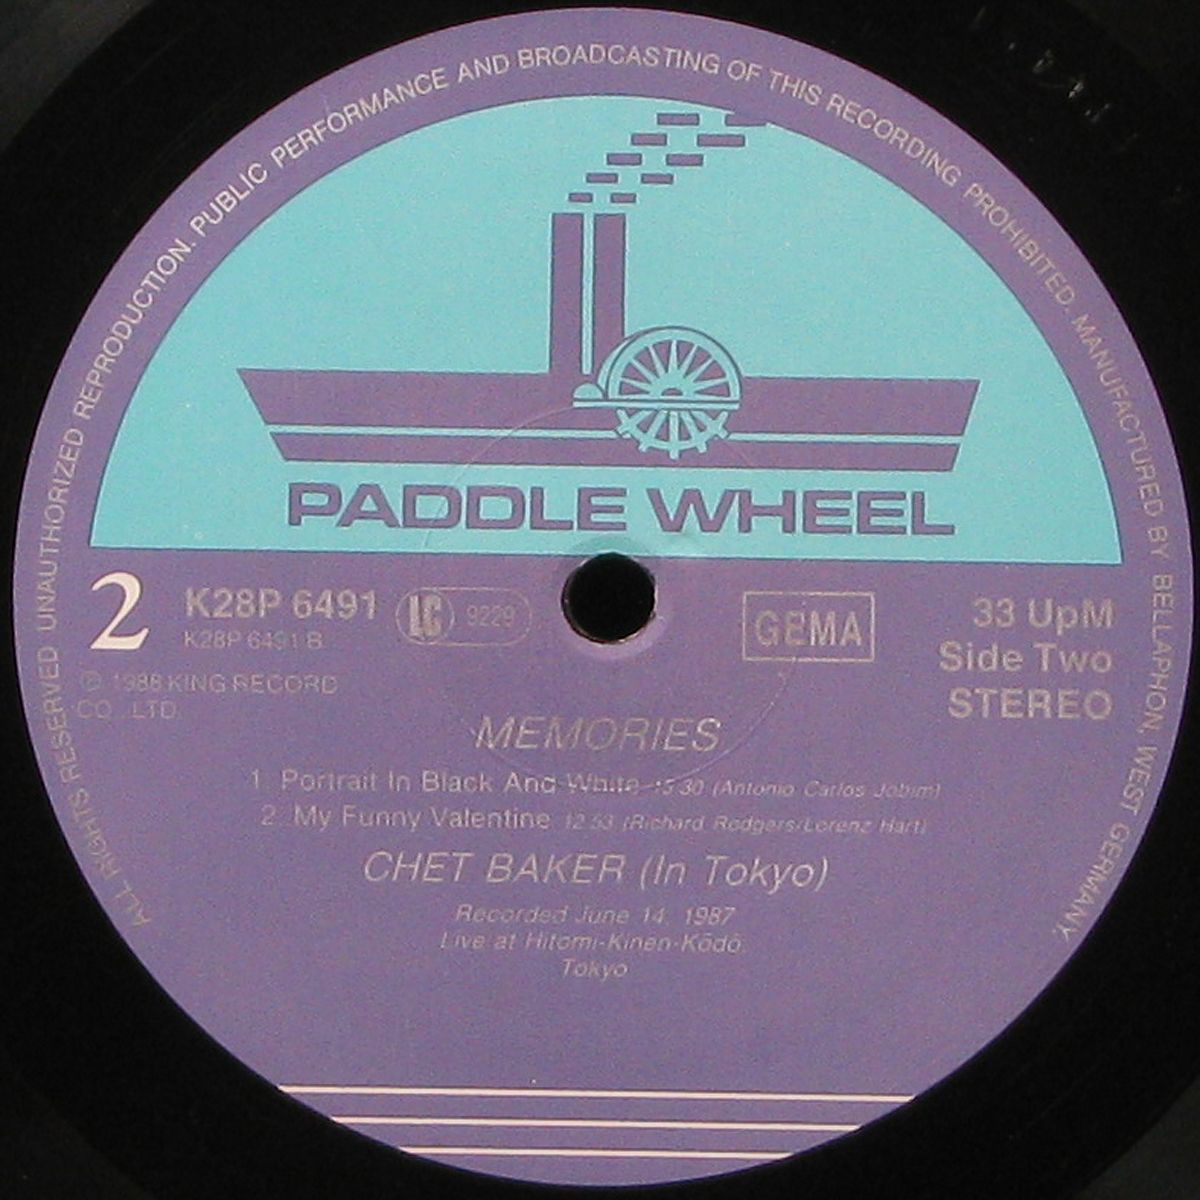 ALL RIGHTS RESERVED UNAUTHORIZED REPRODUCTION. PUBLIC PERFORMANCE AND BROADCASTING OF THIS RECORDING PROHIBITED. MANUFACTURED BY BELLAPHON, WEST GERMANY.
PADDLE WHEEL
2
K28P 6491
K28P 6491 B
LC 9229
GEMA
33 UpM
Side Two
STEREO
℗ 1988 KING RECORD
CO., LTD.
MEMORIES
1. Portrait In Black And White 15:30 (Antonio Carlos Jobim)
2. My Funny Valentine 12:53 (Richard Rodgers/Lorenz Hart)
CHET BAKER (In Tokyo)
Recorded June 14, 1987
Live at Hitomi-Kinen-Kōdō,
Tokyo